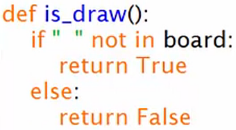 def is_draw():
if " " not in board:
return True
else:
return False